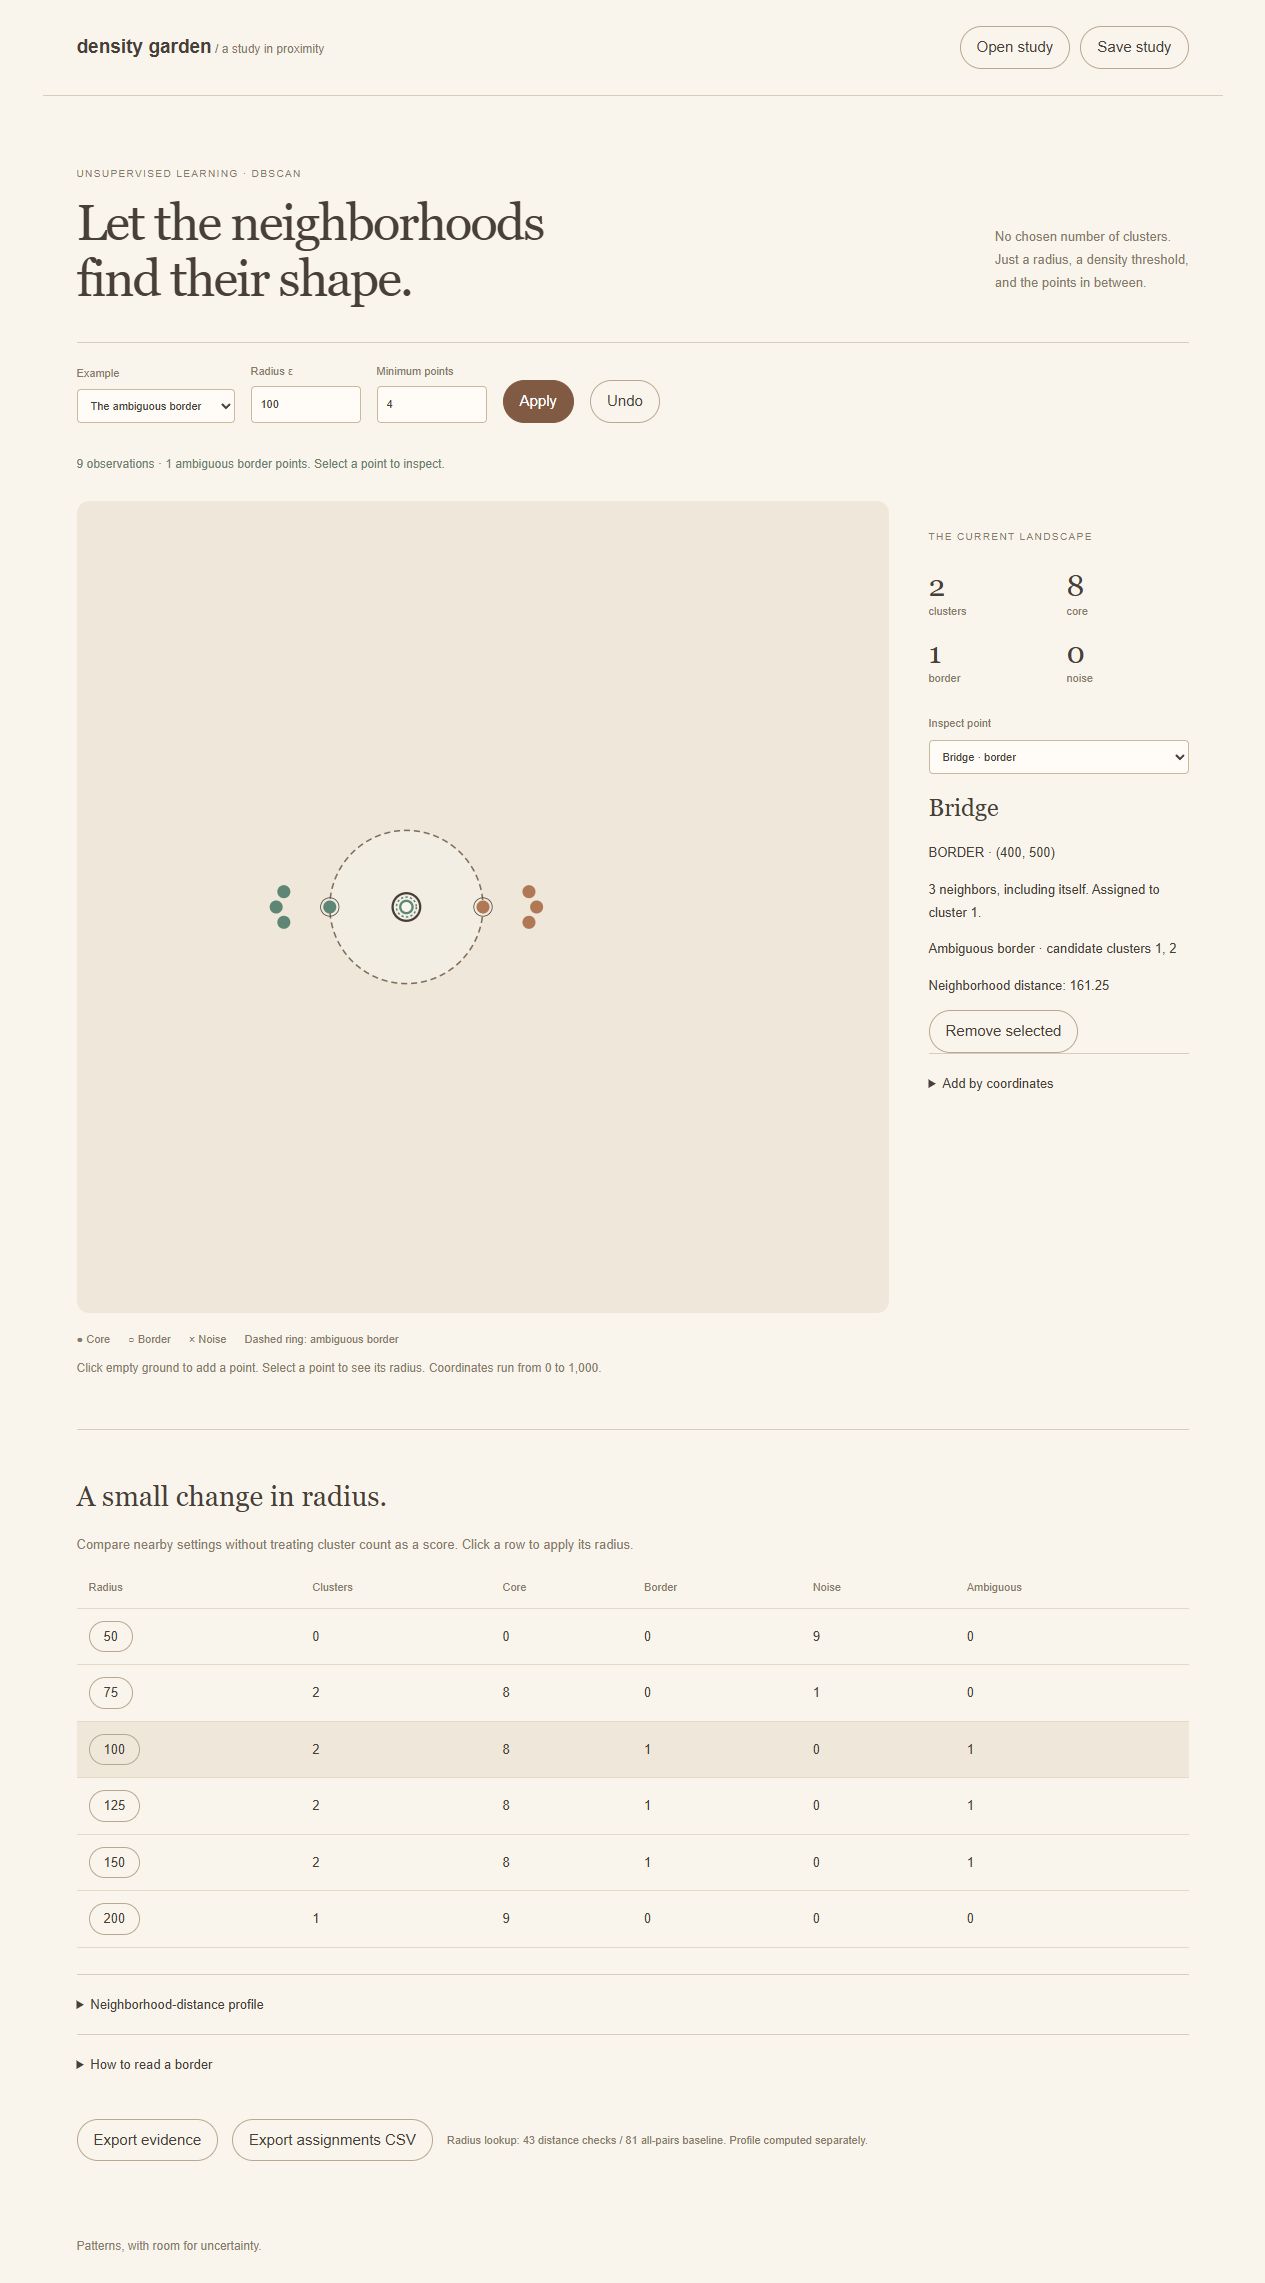 density garden / a study in proximity
Open study
Save study
UNSUPERVISED LEARNING · DBSCAN
Let the neighborhoods
find their shape.
No chosen number of clusters.
Just a radius, a density threshold,
and the points in between.
Example
Radius ε
Minimum points
The ambiguous border
100
4
Apply
Undo
9 observations · 1 ambiguous border points. Select a point to inspect.
THE CURRENT LANDSCAPE
2
8
clusters
core
1
0
border
noise
Inspect point
Bridge · border
Bridge
BORDER · (400, 500)
3 neighbors, including itself. Assigned to
cluster 1.
Ambiguous border · candidate clusters 1, 2
Neighborhood distance: 161.25
Remove selected
▶ Add by coordinates
● Core ○ Border × Noise Dashed ring: ambiguous border
Click empty ground to add a point. Select a point to see its radius. Coordinates run from 0 to 1,000.
A small change in radius.
Compare nearby settings without treating cluster count as a score. Click a row to apply its radius.
Radius Clusters Core Border Noise Ambiguous
50 0 0 0 9 0
75 2 8 0 1 0
100 2 8 1 0 1
125 2 8 1 0 1
150 2 8 1 0 1
200 1 9 0 0 0
▶ Neighborhood-distance profile
▶ How to read a border
Export evidence
Export assignments CSV
Radius lookup: 43 distance checks / 81 all-pairs baseline. Profile computed separately.
Patterns, with room for uncertainty.